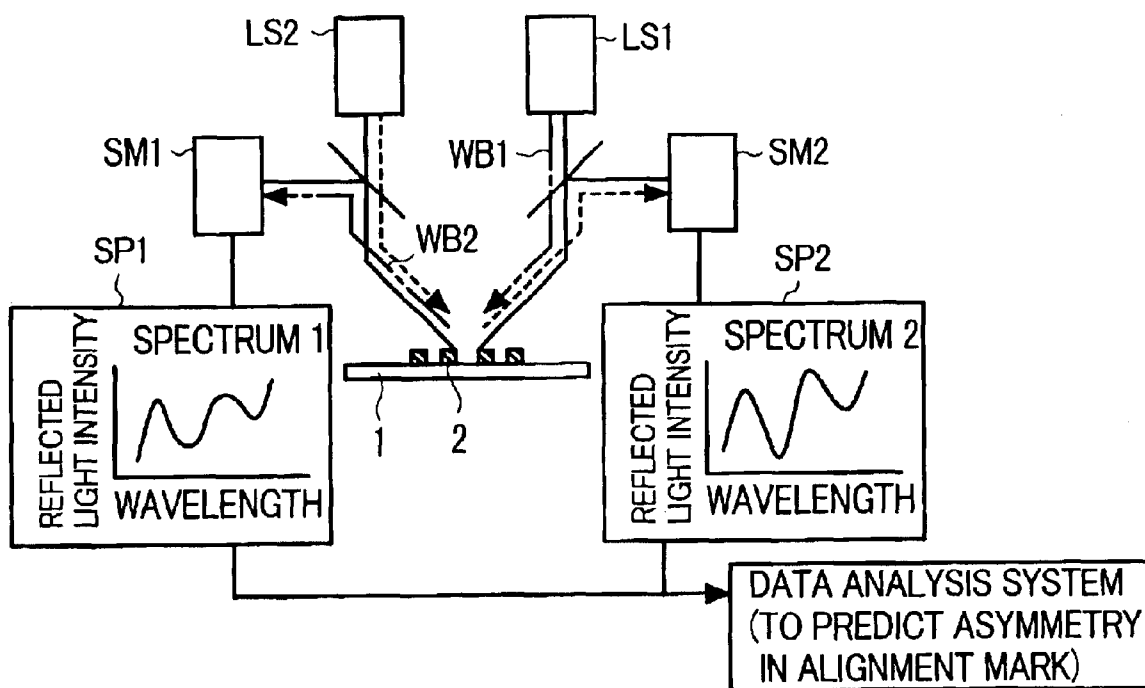 LS2
LS1
SM1
WB1
SM2
WB2
SP1
SP2
REFLECTED
LIGHT INTENSITY
SPECTRUM 1
WAVELENGTH
1
2
REFLECTED
LIGHT INTENSITY
SPECTRUM 2
WAVELENGTH
DATA ANALYSIS SYSTEM
(TO PREDICT ASYMMETRY
IN ALIGNMENT MARK)